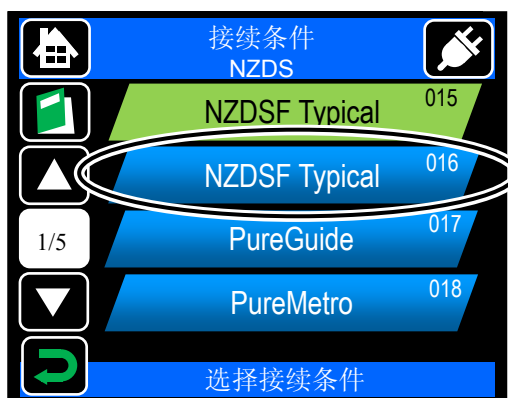 接续条件
NZDS
NZDSF Typical 015
NZDSF Typical 016
1/5
PureGuide 017
PureMetro 018
选择接续条件